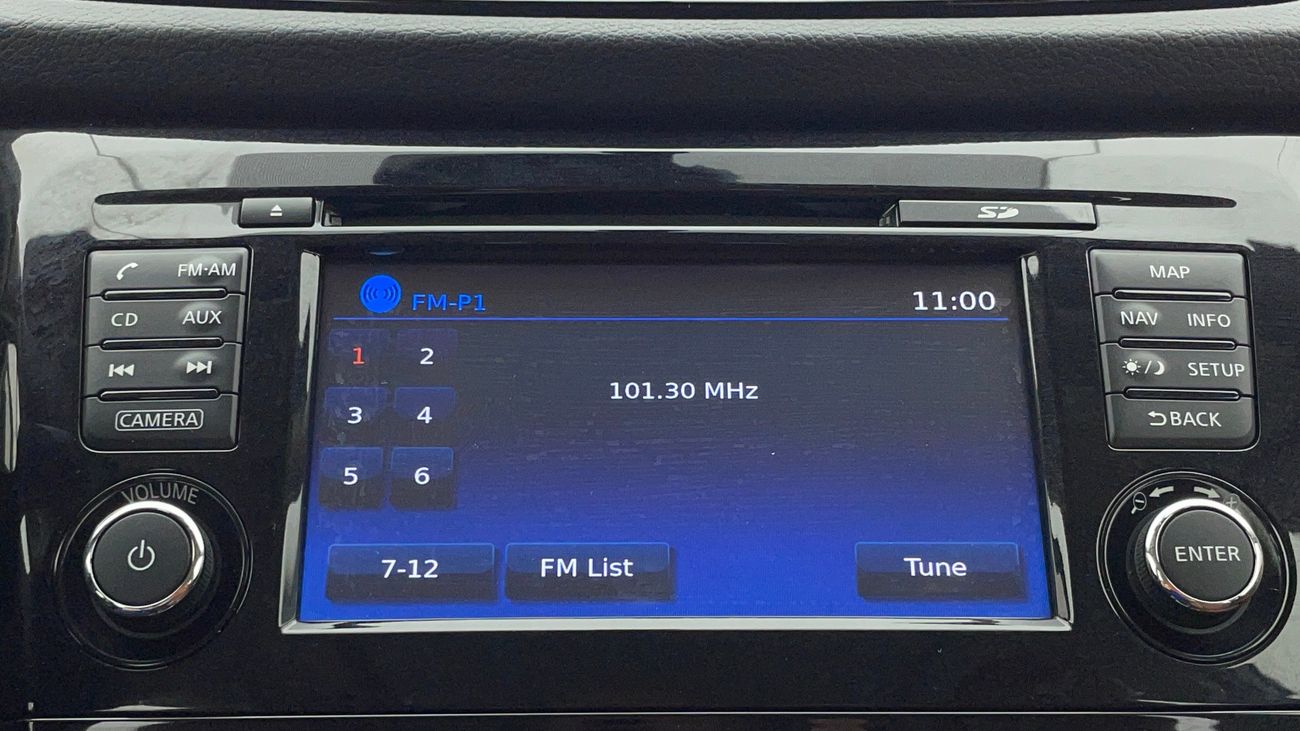 SD
FM·AM
CD AUX
CAMERA
VOLUME
FM-P1 11:00
1 2
101.30 MHz
3 4
5 6
7-12 FM List Tune
MAP
NAV INFO
SETUP
BACK
ENTER